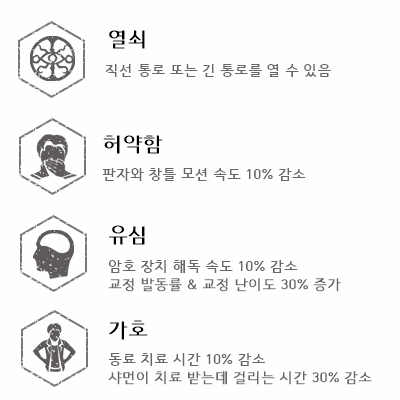 열쇠
직선 통로 또는 긴 통로를 열 수 있음
허약함
판자와 창틀 모션 속도 10% 감소
유심
암호 장치 해독 속도 10% 감소
교정 발동률 & 교정 난이도 30% 증가
가호
동료 치료 시간 10% 감소
샤먼이 치료 받는데 걸리는 시간 30% 감소